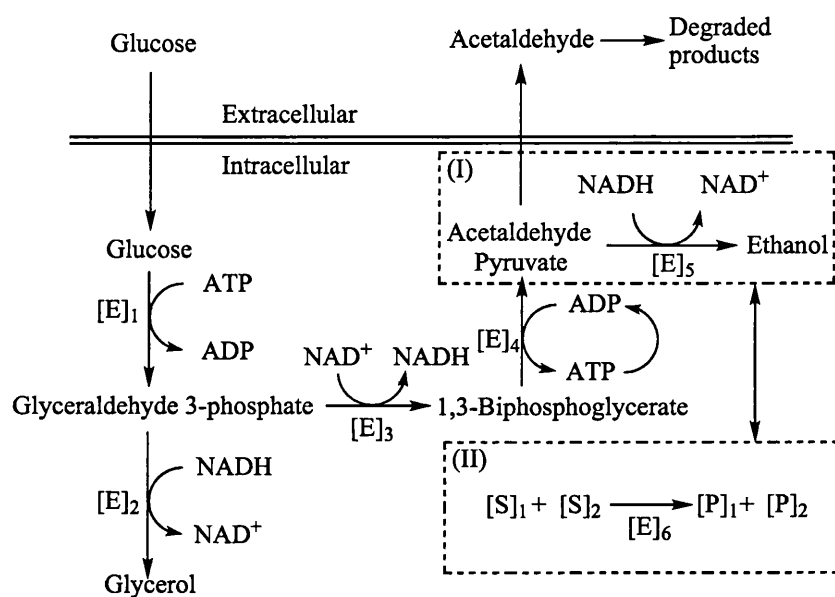 Glucose
Acetaldehyde
Degraded
products
Extracellular
Intracellular
(I)
NADH
NAD⁺
Glucose
Acetaldehyde
Pyruvate
[E]₅
Ethanol
[E]₁
ATP
ADP
[E]₄
ADP
ATP
NAD⁺
NADH
Glyceraldehyde 3-phosphate
[E]₃
1,3-Biphosphoglycerate
[E]₂
NADH
NAD⁺
Glycerol
(II)
[S]₁+ [S]₂
[E]₆
[P]₁+ [P]₂